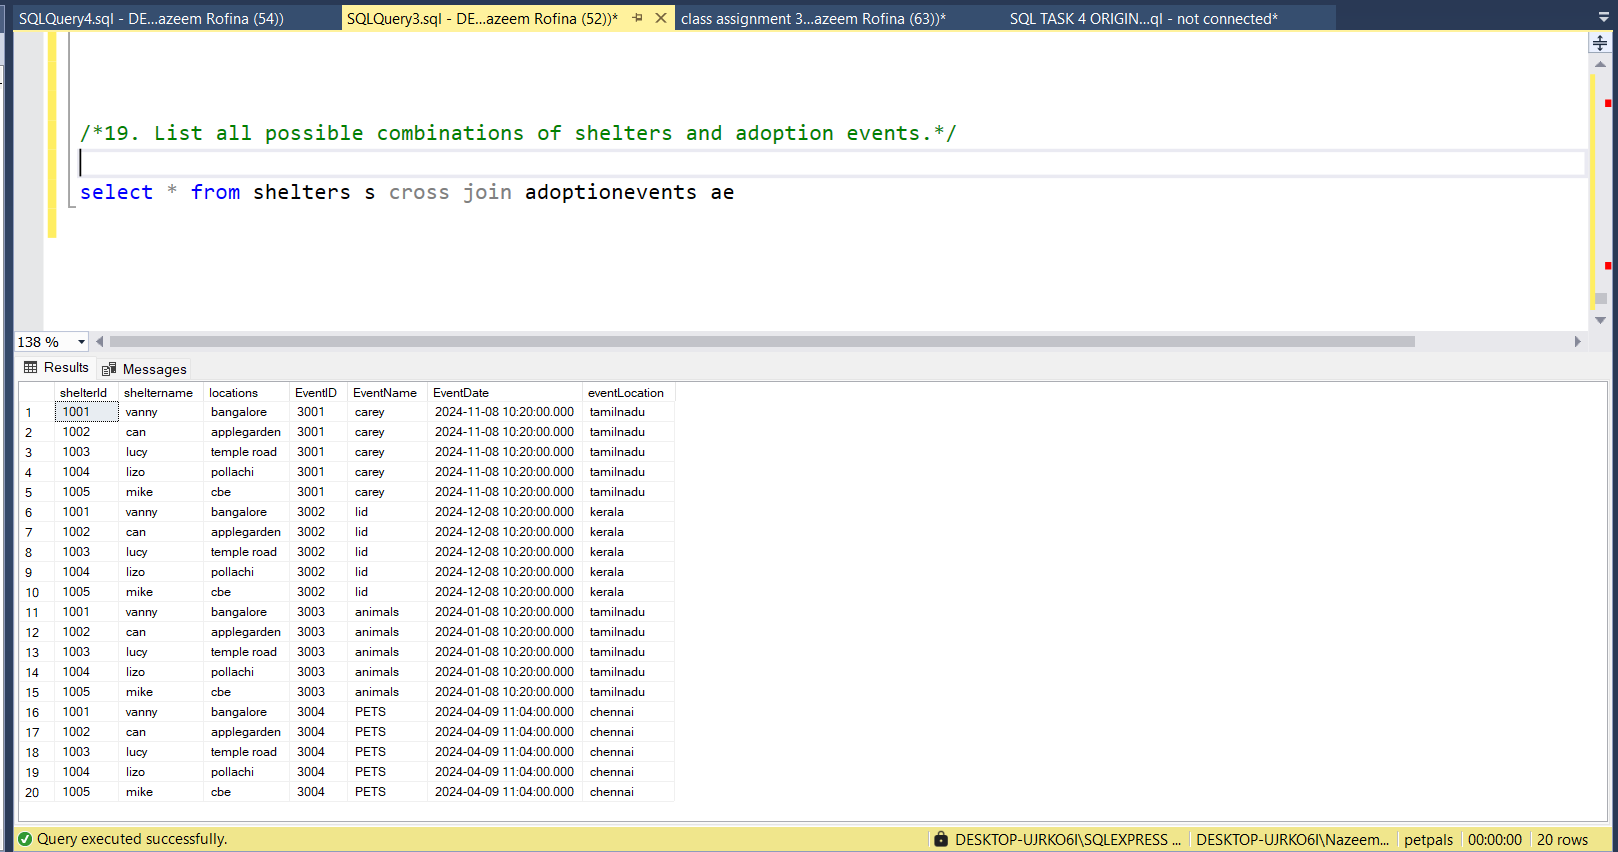 SQLQuery4.sql - DE...azeem Rofina (54))
SQLQuery3.sql - DE...azeem Rofina (52))*
class assignment 3...azeem Rofina (63))*
SQL TASK 4 ORIGIN...ql - not connected*
/*19. List all possible combinations of shelters and adoption events.*/
select * from shelters s cross join adoptionevents ae
138 %
Results Messages
shelterId sheltername locations EventID EventName EventDate eventLocation
1 1001 vanny bangalore 3001 carey 2024-11-08 10:20:00.000 tamilnadu
2 1002 can applegarden 3001 carey 2024-11-08 10:20:00.000 tamilnadu
3 1003 lucy temple road 3001 carey 2024-11-08 10:20:00.000 tamilnadu
4 1004 lizo pollachi 3001 carey 2024-11-08 10:20:00.000 tamilnadu
5 1005 mike cbe 3001 carey 2024-11-08 10:20:00.000 tamilnadu
6 1001 vanny bangalore 3002 lid 2024-12-08 10:20:00.000 kerala
7 1002 can applegarden 3002 lid 2024-12-08 10:20:00.000 kerala
8 1003 lucy temple road 3002 lid 2024-12-08 10:20:00.000 kerala
9 1004 lizo pollachi 3002 lid 2024-12-08 10:20:00.000 kerala
10 1005 mike cbe 3002 lid 2024-12-08 10:20:00.000 kerala
11 1001 vanny bangalore 3003 animals 2024-01-08 10:20:00.000 tamilnadu
12 1002 can applegarden 3003 animals 2024-01-08 10:20:00.000 tamilnadu
13 1003 lucy temple road 3003 animals 2024-01-08 10:20:00.000 tamilnadu
14 1004 lizo pollachi 3003 animals 2024-01-08 10:20:00.000 tamilnadu
15 1005 mike cbe 3003 animals 2024-01-08 10:20:00.000 tamilnadu
16 1001 vanny bangalore 3004 PETS 2024-04-09 11:04:00.000 chennai
17 1002 can applegarden 3004 PETS 2024-04-09 11:04:00.000 chennai
18 1003 lucy temple road 3004 PETS 2024-04-09 11:04:00.000 chennai
19 1004 lizo pollachi 3004 PETS 2024-04-09 11:04:00.000 chennai
20 1005 mike cbe 3004 PETS 2024-04-09 11:04:00.000 chennai
Query executed successfully. DESKTOP-UJRKO6I\SQLEXPRESS ... DESKTOP-UJRKO6I\Nazeem... petpals 00:00:00 20 rows